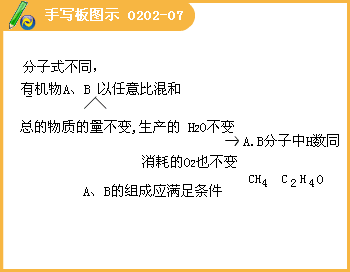 手写板图示 0202-07
分子式不同，
有机物A、B 以任意比混和
总的物质的量不变,生产的 H2O不变
→ A.B分子中H数同
消耗的O2也不变
CH4 C2H4O
A、B的组成应满足条件